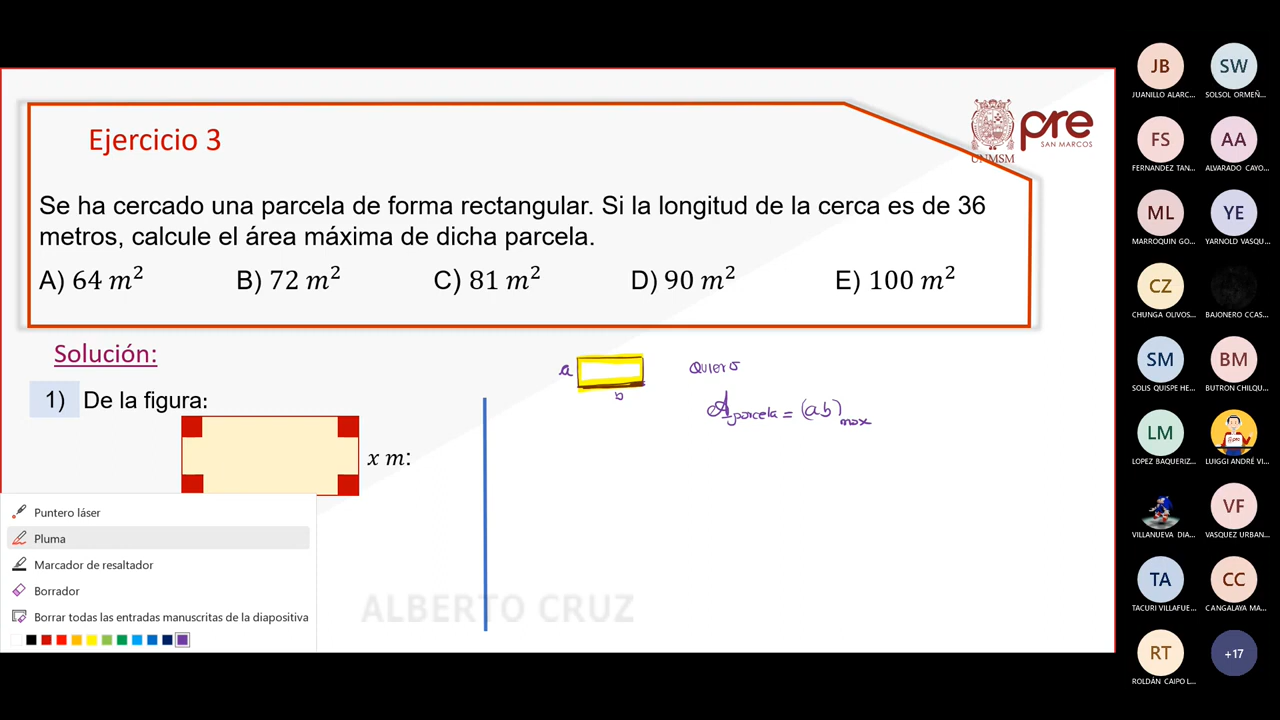 Ejercicio 3
UNMSM
pre
SAN MARCOS
Se ha cercado una parcela de forma rectangular. Si la longitud de la cerca es de 36
metros, calcule el área máxima de dicha parcela.
A) 64 m² B) 72 m² C) 81 m² D) 90 m² E) 100 m²
Solución:
1) De la figura:
x m:
a
b
Quiero
A parcela = (ab) max
Puntero láser
Pluma
Marcador de resaltador
Borrador
Borrar todas las entradas manuscritas de la diapositiva
ALBERTO CRUZ
JB SW
JUANILLO ALARC... SOLSOL ORMEÑ...
FS AA
FERNANDEZ TAN... ALVARADO CAYO...
ML YE
MARROQUIN GO... YARNOLD VASQU...
CZ
CHUNGA OLIVOS... BAJONERO CCAS...
SM BM
SOLIS QUISPE HE... BUTRON CHILQU...
LM
LOPEZ BAQUERIZ... LUIGGI ANDRÉ VI...
VF
VILLANUEVA DIA... VASQUEZ URBAN...
TA CC
TACURI VILLAFUE... CANGALAYA MA...
RT +17
ROLDÁN CAIPO L...